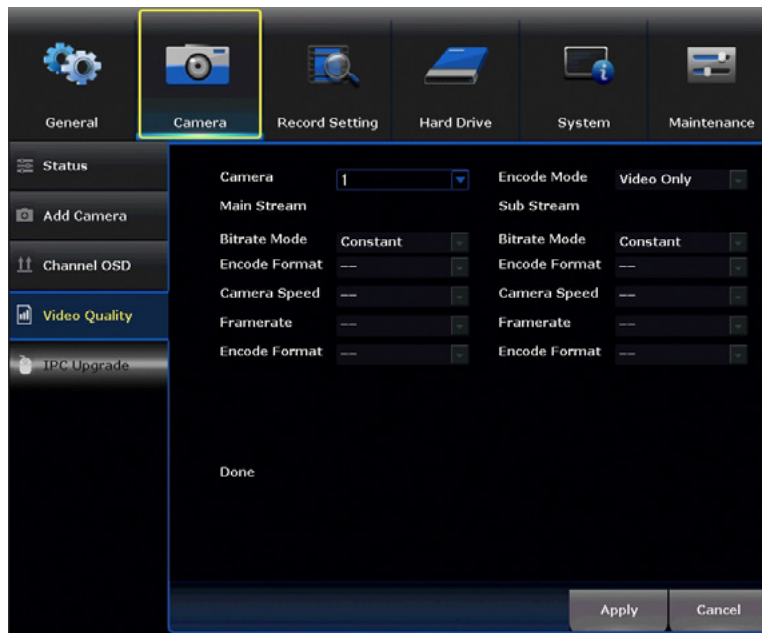 General Camera Record Setting Hard Drive System Maintenance
Status
Add Camera
Channel OSD
Video Quality
IPC Upgrade
Camera 1 Encode Mode Video Only
Main Stream Sub Stream
Bitrate Mode Constant Bitrate Mode Constant
Encode Format -- Encode Format --
Camera Speed -- Camera Speed --
Framerate -- Framerate --
Encode Format -- Encode Format --
Done
Apply Cancel